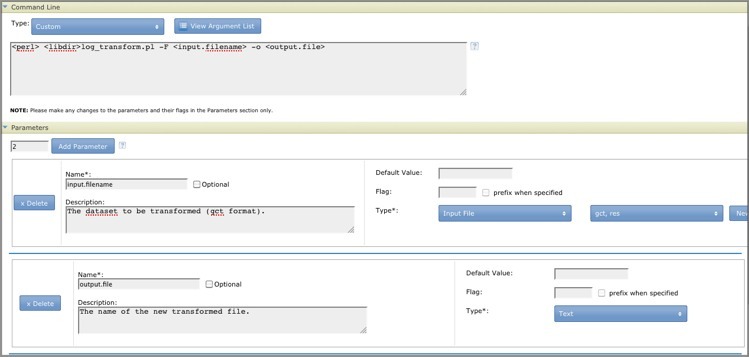 Command Line
Type: Custom View Argument List
<perl> <libdir>log_transform.pl -F <input.filename> -o <output.file>
?
NOTE: Please make any changes to the parameters and their flags in the Parameters section only.
Parameters
2 Add Parameter ?
x Delete
Name*:
input.filename Optional
Description:
The dataset to be transformed (gct format).
Default Value:
Flag: prefix when specified
Type*: Input File gct, res New
x Delete
Name*:
output.file Optional
Description:
The name of the new transformed file.
Default Value:
Flag: prefix when specified
Type*: Text